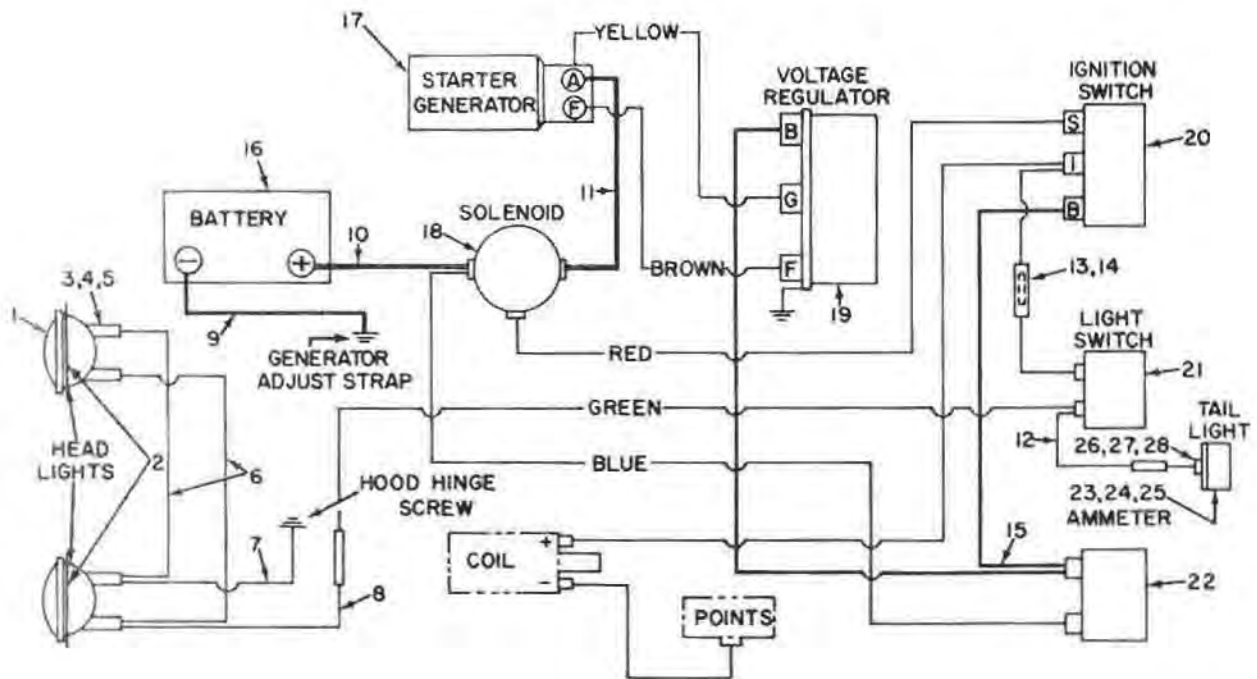 17
YELLOW
STARTER
GENERATOR
A
F
VOLTAGE
REGULATOR
B
G
F
19
IGNITION
SWITCH
S
I
B
20
16
BATTERY
−
+
10
9
GENERATOR
ADJUST STRAP
SOLENOID
18
11
BROWN
RED
13,14
LIGHT
SWITCH
21
1
3,4,5
HEAD
LIGHTS
2
6
GREEN
BLUE
HOOD HINGE
SCREW
7
8
12
TAIL
LIGHT
26,27,28
23,24,25
AMMETER
15
22
COIL
+
−
POINTS